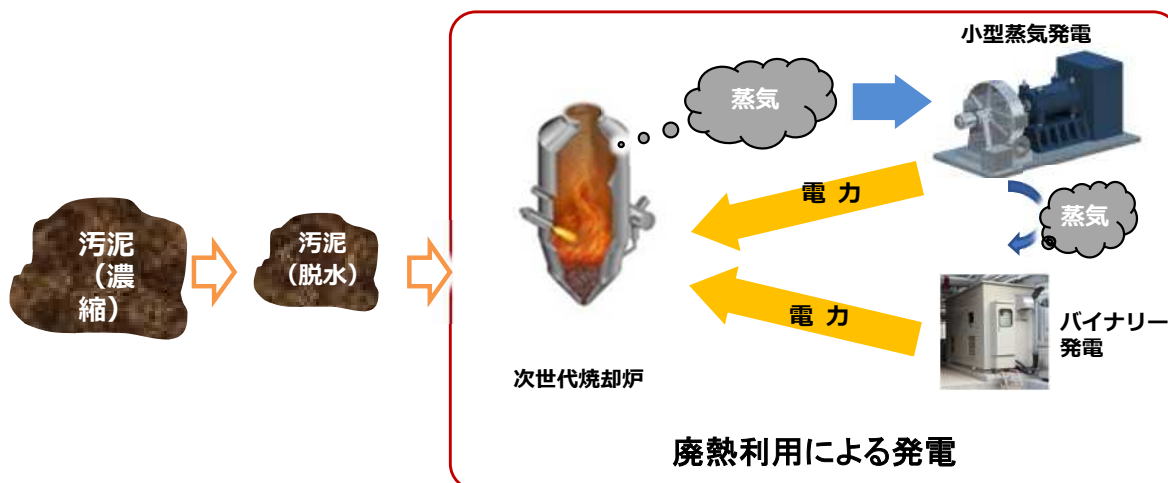 小型蒸気発電
蒸気
電 力
蒸気
汚泥
（濃
縮）
汚泥
（脱水）
電 力
バイナリー
発電
次世代焼却炉
廃熱利用による発電